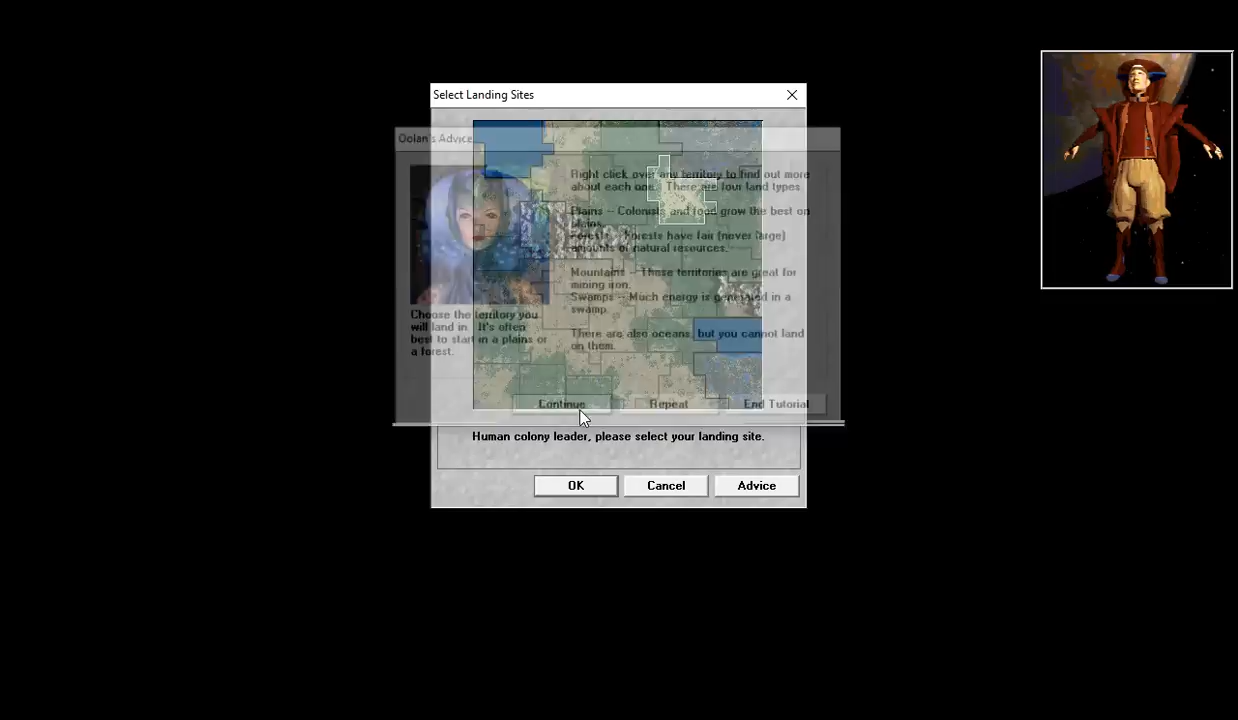 Select Landing Sites
Oolan's Advice
Right click over any territory to find out more
about each one. There are four land types
Plains -- Colonists and food grow the best on
plains.
Forests -- Forests have fair (never large)
amounts of natural resources.
Mountains -- These territories are great for
mining iron.
Swamps -- Much energy is generated in a
swamp.
There are also oceans, but you cannot land
on them.
Choose the territory you
will land in. It's often
best to start in a plains or
a forest.
Continue Repeat End Tutorial
Human colony leader, please select your landing site.
OK Cancel Advice